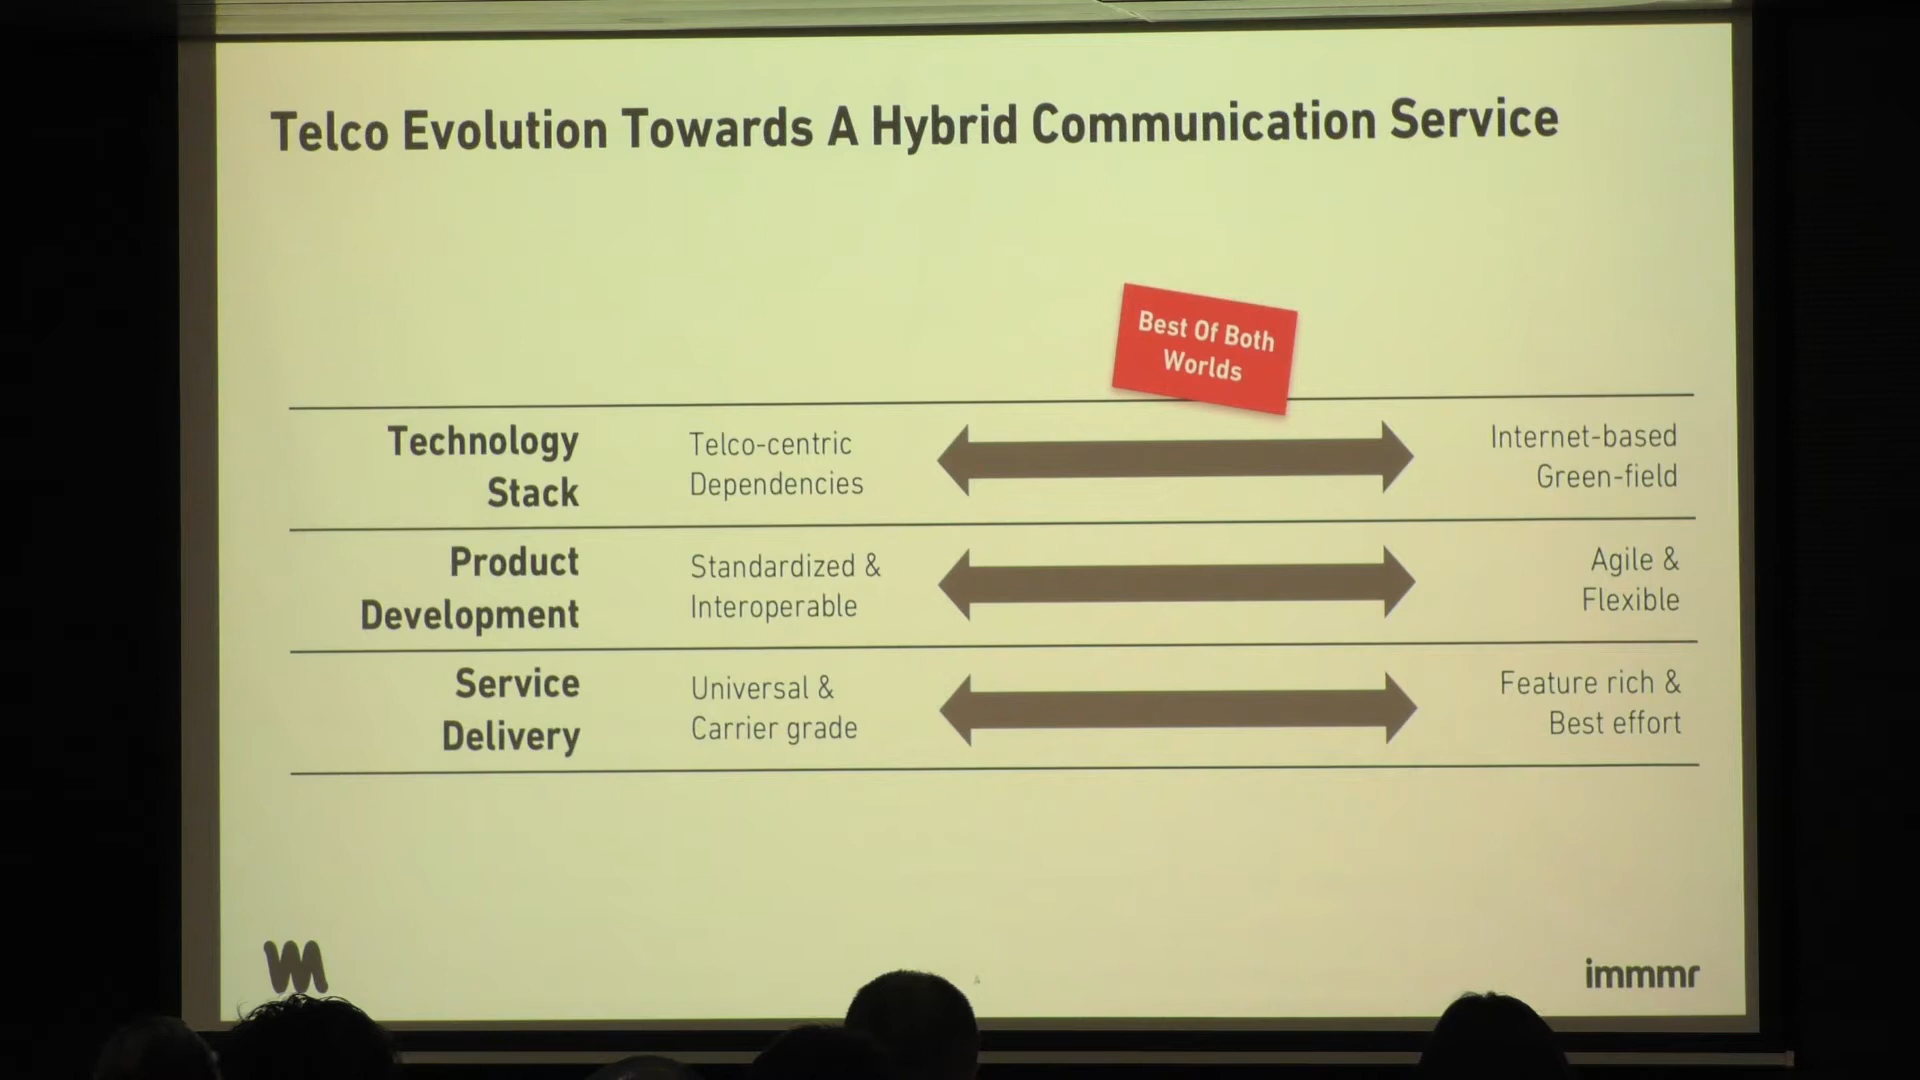 Telco Evolution Towards A Hybrid Communication Service
Best Of Both
Worlds
Technology
Stack
Telco-centric
Dependencies
Internet-based
Green-field
Product
Development
Standardized &
Interoperable
Agile &
Flexible
Service
Delivery
Universal &
Carrier grade
Feature rich &
Best effort
immmr